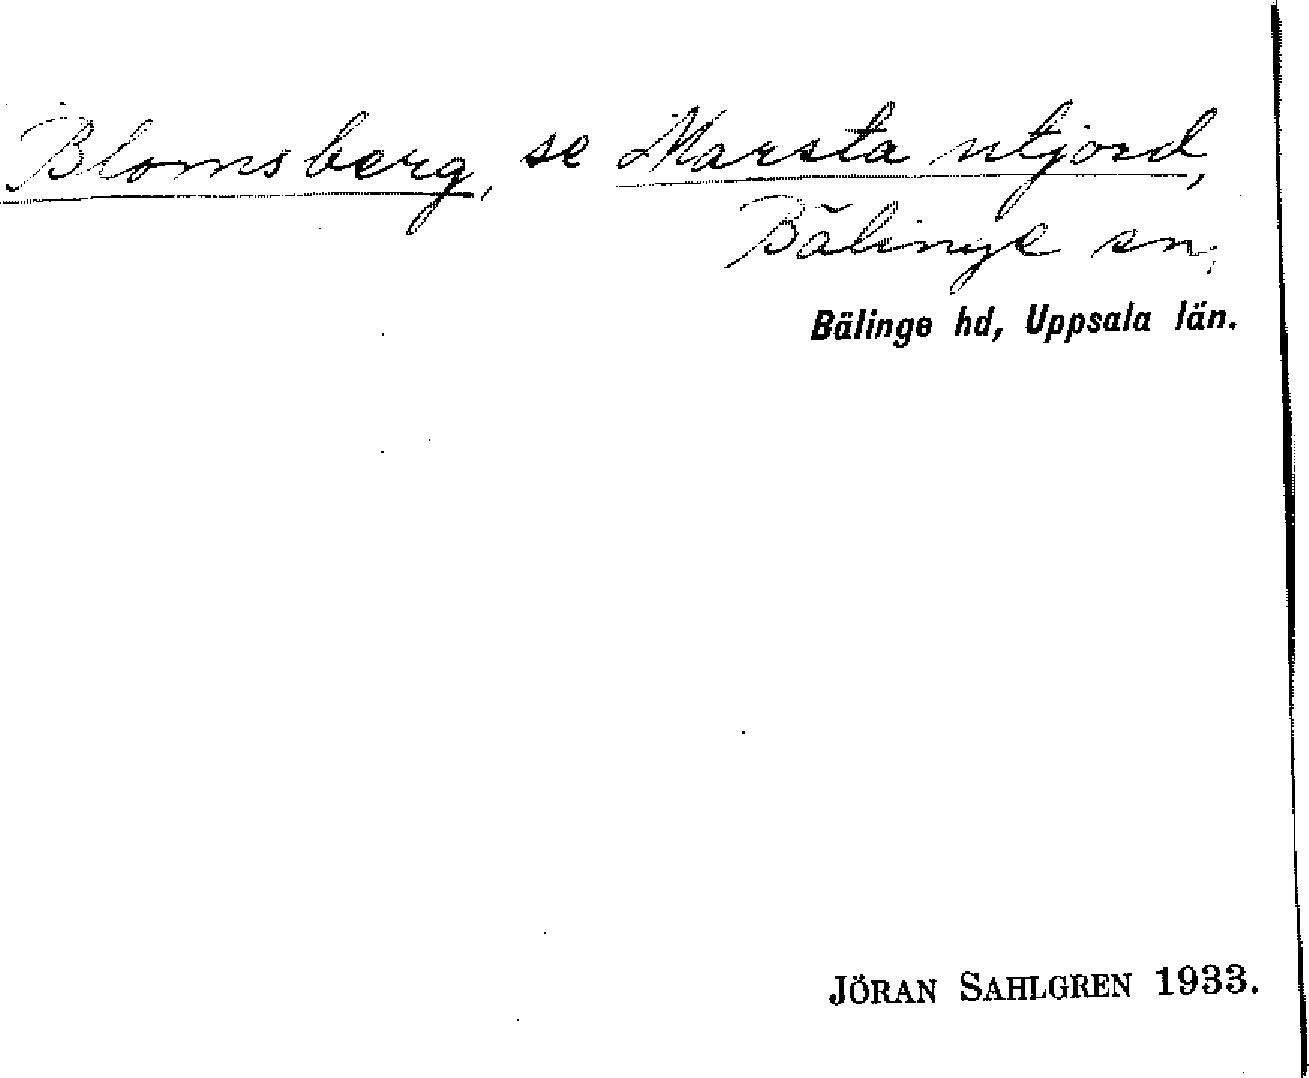 Blomsberg, se Marsta utjord,
Bälinge sn,
Bälinge hd, Uppsala län.
JÖRAN SAHLGREN 1933.